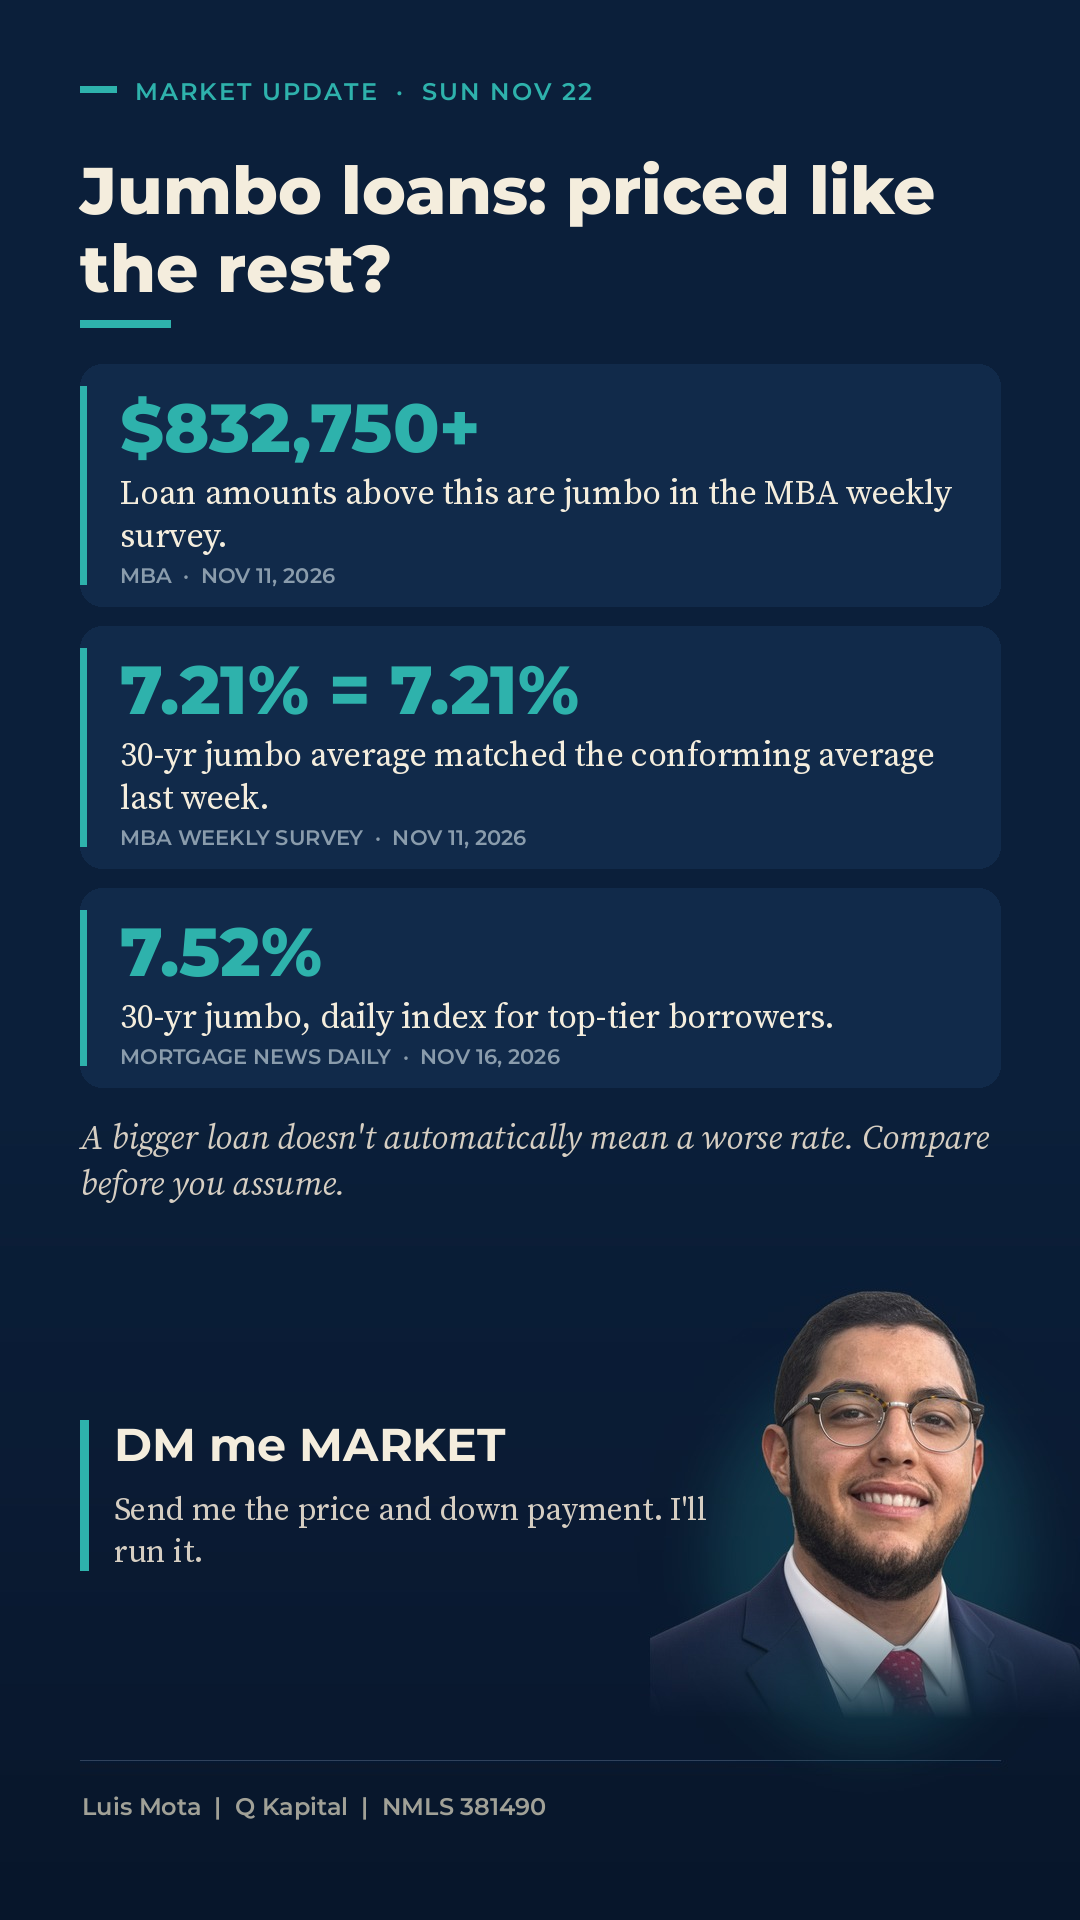 MARKET UPDATE · SUN NOV 22
Jumbo loans: priced like
the rest?
$832,750+
Loan amounts above this are jumbo in the MBA weekly
survey.
MBA · NOV 11, 2026
7.21% = 7.21%
30-yr jumbo average matched the conforming average
last week.
MBA WEEKLY SURVEY · NOV 11, 2026
7.52%
30-yr jumbo, daily index for top-tier borrowers.
MORTGAGE NEWS DAILY · NOV 16, 2026
A bigger loan doesn't automatically mean a worse rate. Compare
before you assume.
DM me MARKET
Send me the price and down payment. I'll
run it.
Luis Mota | Q Kapital | NMLS 381490